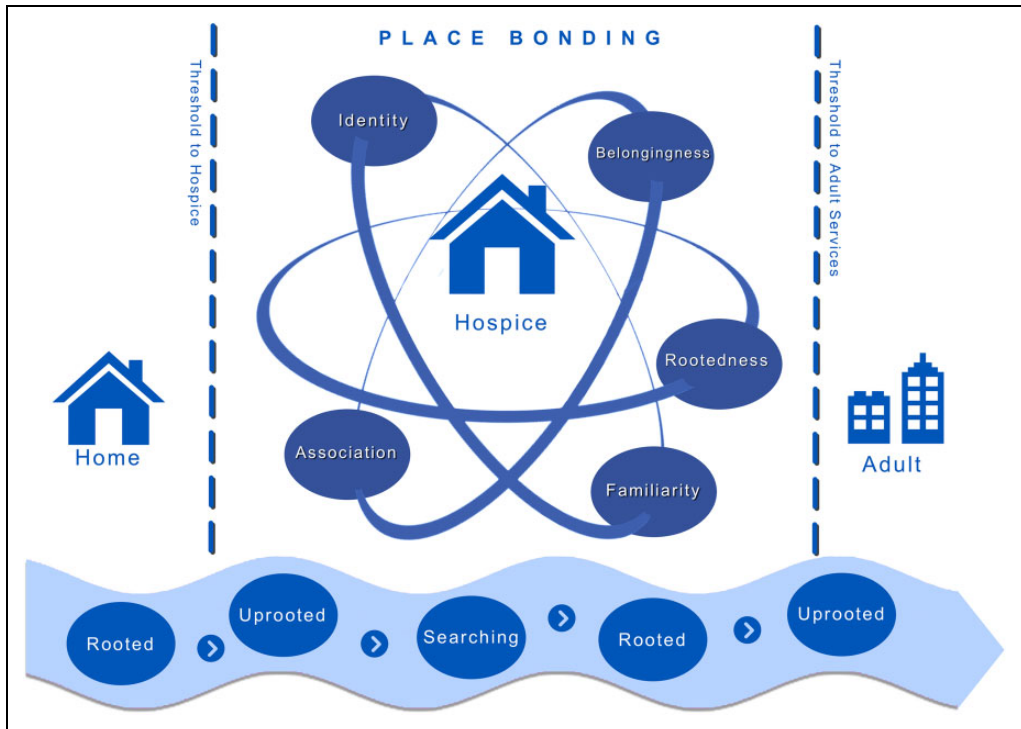 PLACE BONDING
Threshold to Hospice
Threshold to Adult Services
Identity
Belongingness
Hospice
Rootedness
Home
Association
Familiarity
Adult
Rooted
Uprooted
Searching
Rooted
Uprooted